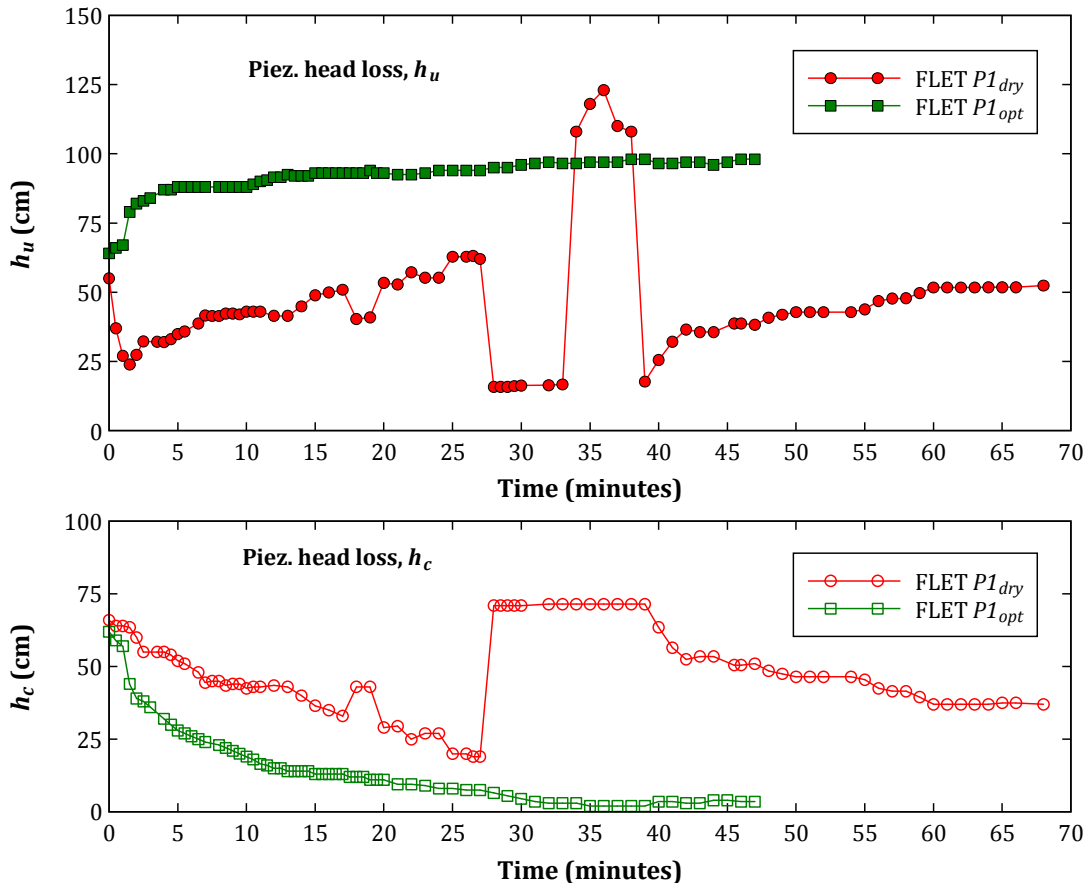 150
125
100
75
50
25
0
h_u (cm)
Piez. head loss, h_u
FLET P1_dry
FLET P1_opt
0 5 10 15 20 25 30 35 40 45 50 55 60 65 70
Time (minutes)
100
75
50
25
0
h_c (cm)
Piez. head loss, h_c
FLET P1_dry
FLET P1_opt
0 5 10 15 20 25 30 35 40 45 50 55 60 65 70
Time (minutes)